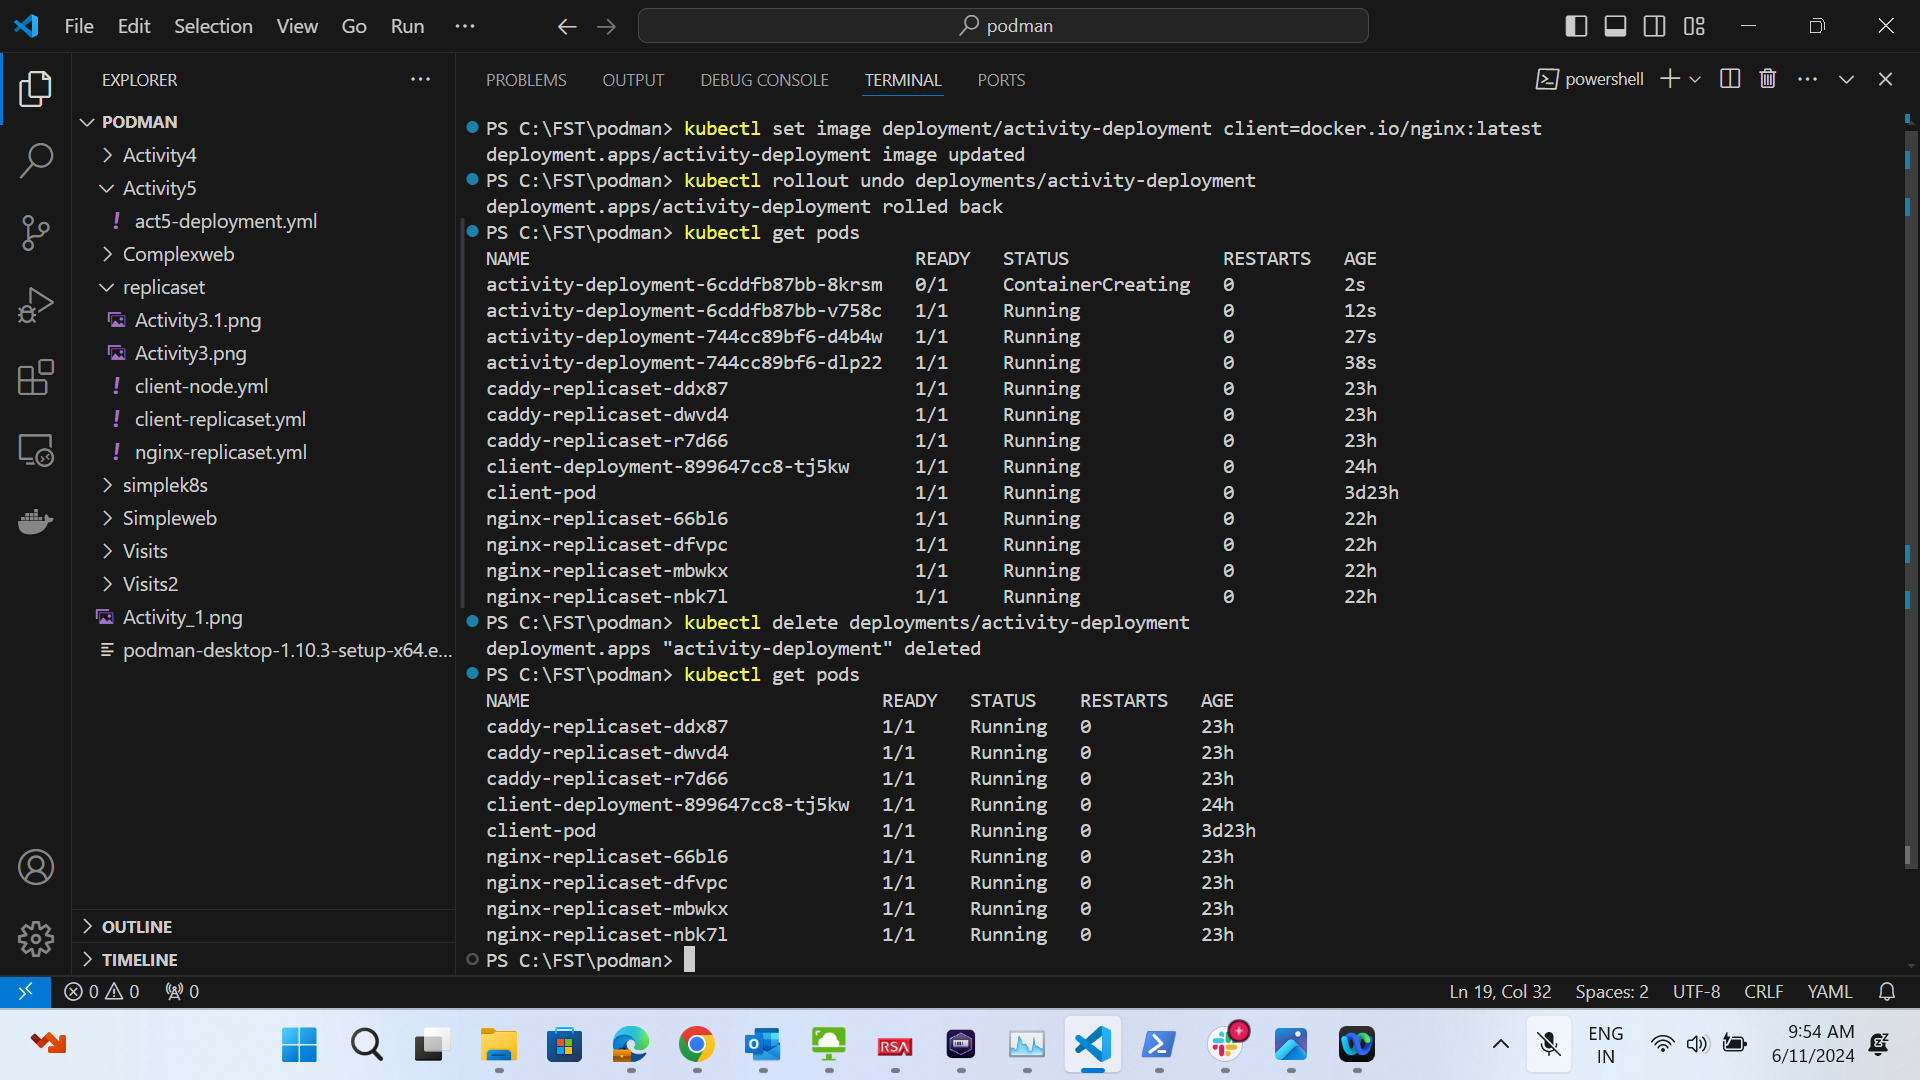 File Edit Selection View Go Run ···
podman
EXPLORER ···
PODMAN
Activity4
Activity5
! act5-deployment.yml
Complexweb
replicaset
Activity3.1.png
Activity3.png
! client-node.yml
! client-replicaset.yml
! nginx-replicaset.yml
simplek8s
Simpleweb
Visits
Visits2
Activity_1.png
podman-desktop-1.10.3-setup-x64.e...
OUTLINE
TIMELINE
PROBLEMS OUTPUT DEBUG CONSOLE TERMINAL PORTS
powershell
PS C:\FST\podman> kubectl set image deployment/activity-deployment client=docker.io/nginx:latest
deployment.apps/activity-deployment image updated
PS C:\FST\podman> kubectl rollout undo deployments/activity-deployment
deployment.apps/activity-deployment rolled back
PS C:\FST\podman> kubectl get pods
NAME READY STATUS RESTARTS AGE
activity-deployment-6cddfb87bb-8krsm 0/1 ContainerCreating 0 2s
activity-deployment-6cddfb87bb-v758c 1/1 Running 0 12s
activity-deployment-744cc89bf6-d4b4w 1/1 Running 0 27s
activity-deployment-744cc89bf6-dlp22 1/1 Running 0 38s
caddy-replicaset-ddx87 1/1 Running 0 23h
caddy-replicaset-dwvd4 1/1 Running 0 23h
caddy-replicaset-r7d66 1/1 Running 0 23h
client-deployment-899647cc8-tj5kw 1/1 Running 0 24h
client-pod 1/1 Running 0 3d23h
nginx-replicaset-66bl6 1/1 Running 0 22h
nginx-replicaset-dfvpc 1/1 Running 0 22h
nginx-replicaset-mbwkx 1/1 Running 0 22h
nginx-replicaset-nbk7l 1/1 Running 0 22h
PS C:\FST\podman> kubectl delete deployments/activity-deployment
deployment.apps "activity-deployment" deleted
PS C:\FST\podman> kubectl get pods
NAME READY STATUS RESTARTS AGE
caddy-replicaset-ddx87 1/1 Running 0 23h
caddy-replicaset-dwvd4 1/1 Running 0 23h
caddy-replicaset-r7d66 1/1 Running 0 23h
client-deployment-899647cc8-tj5kw 1/1 Running 0 24h
client-pod 1/1 Running 0 3d23h
nginx-replicaset-66bl6 1/1 Running 0 23h
nginx-replicaset-dfvpc 1/1 Running 0 23h
nginx-replicaset-mbwkx 1/1 Running 0 23h
nginx-replicaset-nbk7l 1/1 Running 0 23h
PS C:\FST\podman>
0 0 0
Ln 19, Col 32 Spaces: 2 UTF-8 CRLF YAML
RSA
ENG
IN
9:54 AM
6/11/2024